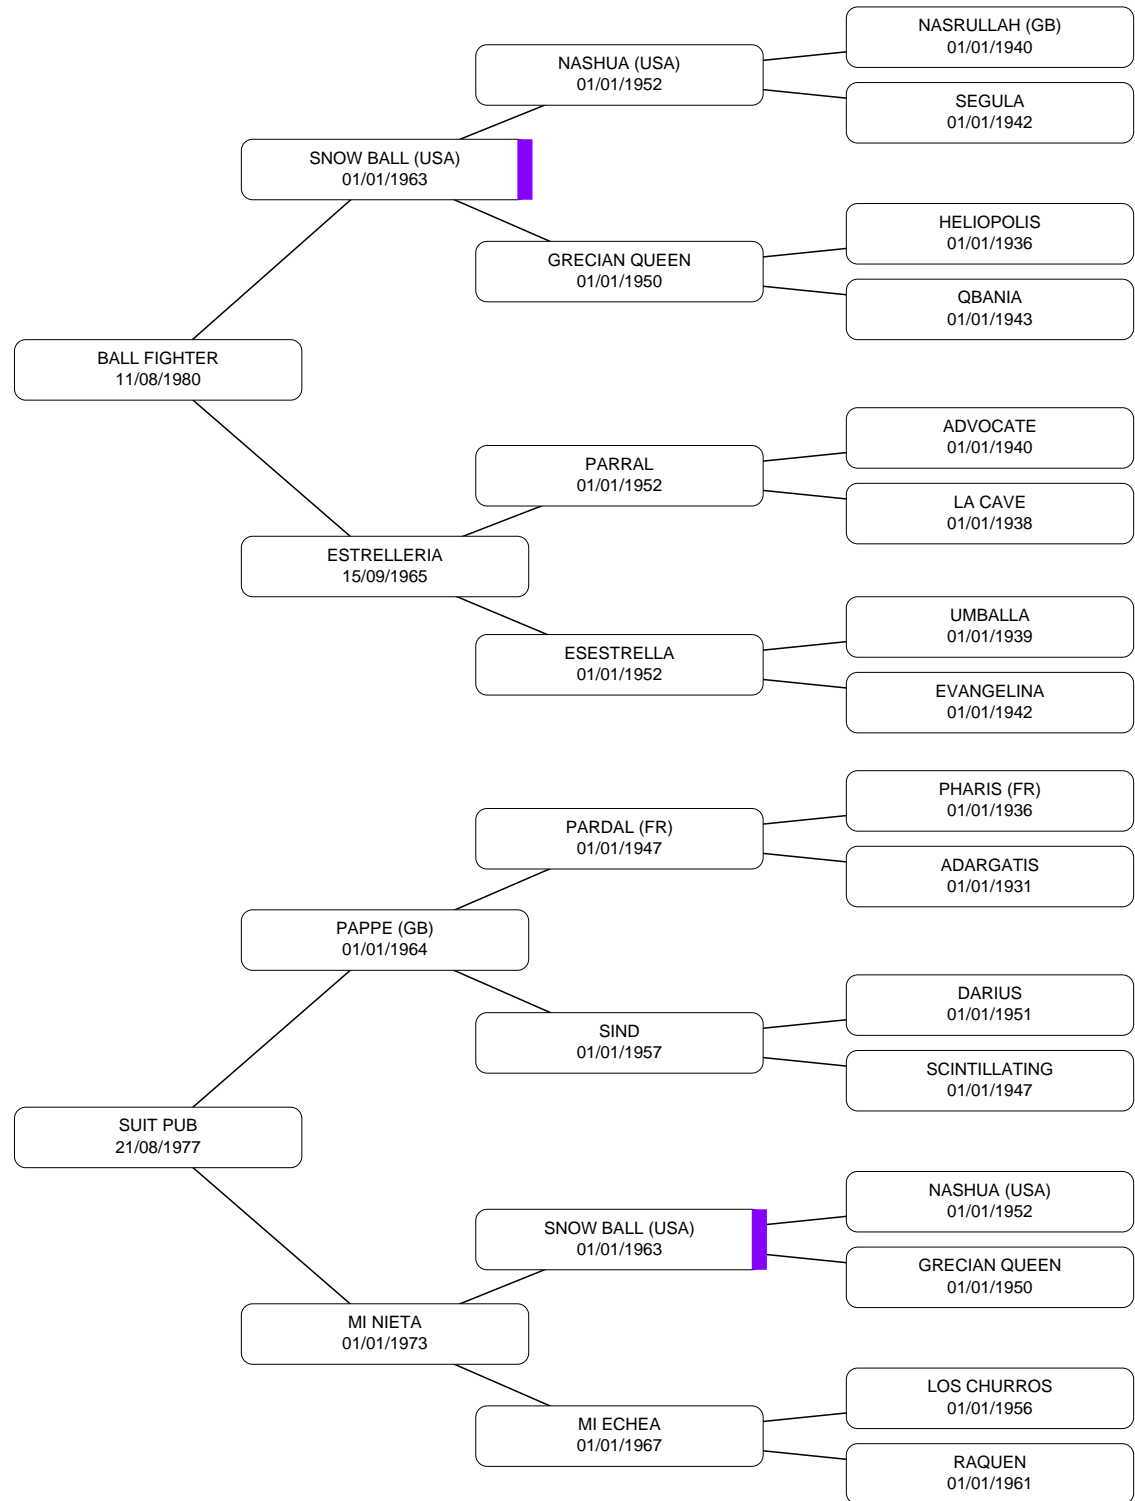 NASRULLAH (GB)
01/01/1940
NASHUA (USA)
01/01/1952
SEGULA
01/01/1942
SNOW BALL (USA)
01/01/1963
HELIOPOLIS
01/01/1936
GRECIAN QUEEN
01/01/1950
QBANIA
01/01/1943
BALL FIGHTER
11/08/1980
ADVOCATE
01/01/1940
PARRAL
01/01/1952
LA CAVE
01/01/1938
ESTRELLERIA
15/09/1965
UMBALLA
01/01/1939
ESESTRELLA
01/01/1952
EVANGELINA
01/01/1942
PHARIS (FR)
01/01/1936
PARDAL (FR)
01/01/1947
ADARGATIS
01/01/1931
PAPPE (GB)
01/01/1964
DARIUS
01/01/1951
SIND
01/01/1957
SCINTILLATING
01/01/1947
SUIT PUB
21/08/1977
NASHUA (USA)
01/01/1952
SNOW BALL (USA)
01/01/1963
GRECIAN QUEEN
01/01/1950
MI NIETA
01/01/1973
LOS CHURROS
01/01/1956
MI ECHEA
01/01/1967
RAQUEN
01/01/1961